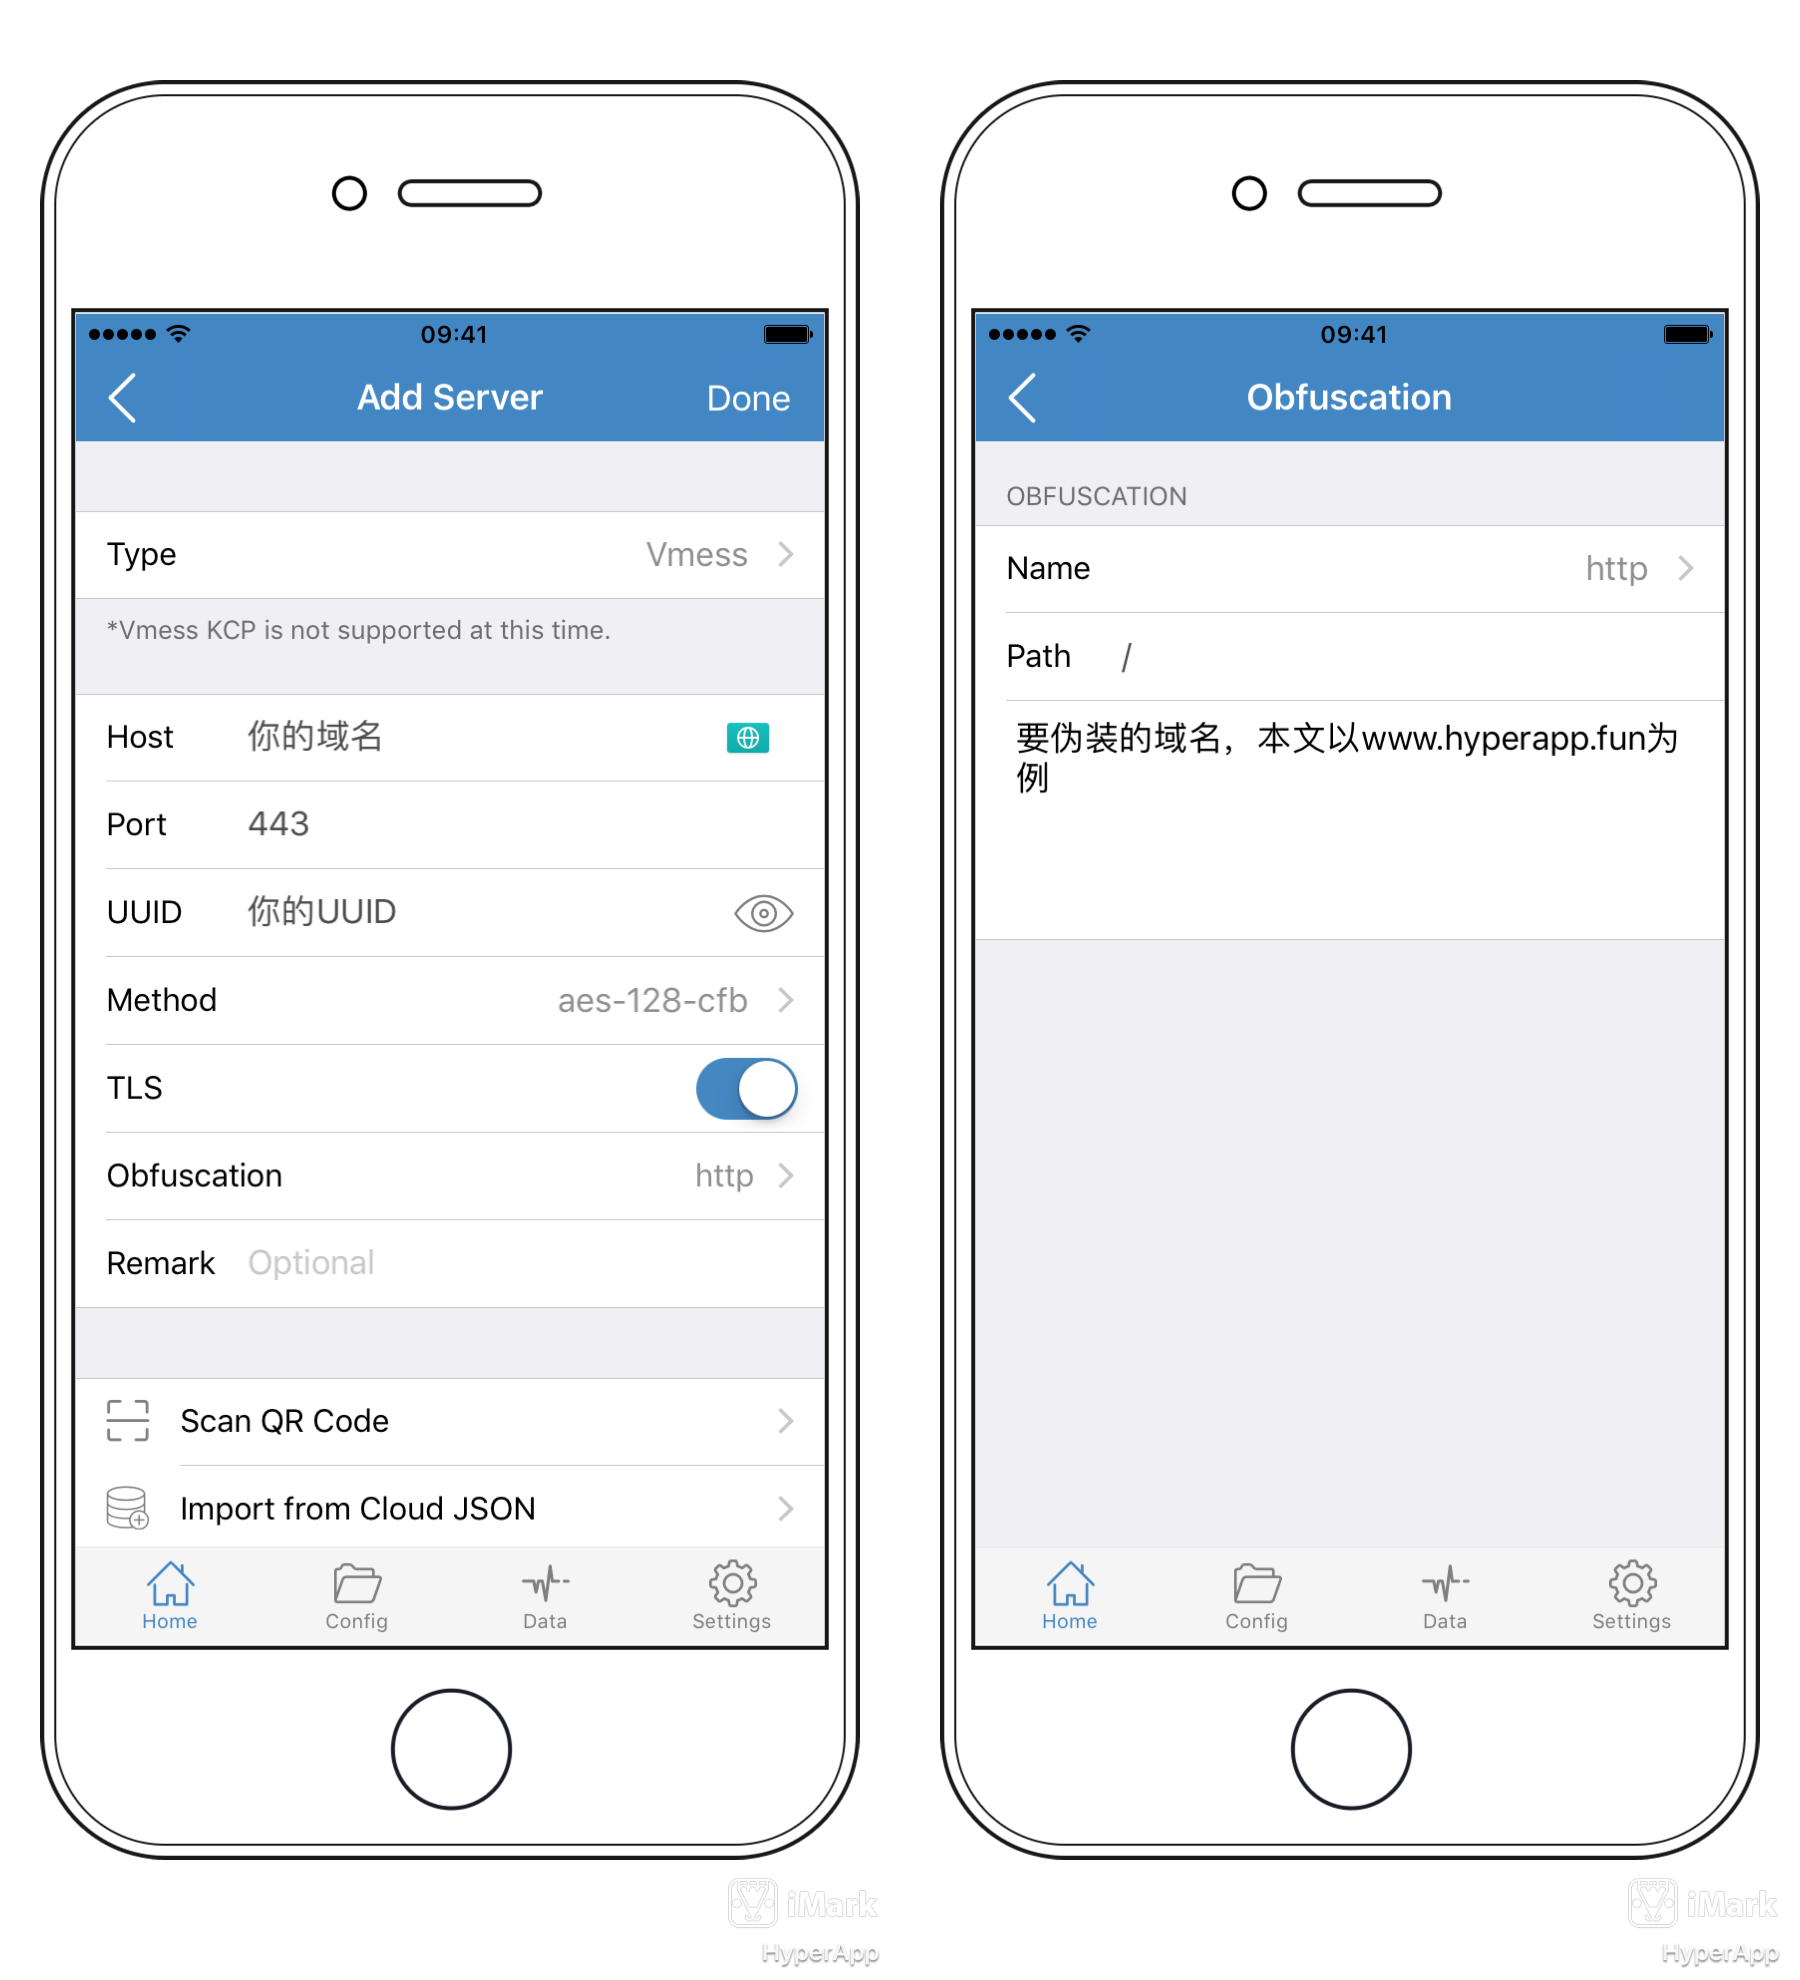 09:41
Add Server
Done
Type
Vmess
*Vmess KCP is not supported at this time.
Host
你的域名
Port
443
UUID
你的UUID
Method
aes-128-cfb
TLS
Obfuscation
http
Remark
Optional
Scan QR Code
Import from Cloud JSON
Home
Config
Data
Settings
iMark
HyperApp
09:41
Obfuscation
OBFUSCATION
Name
http
Path
/
要伪装的域名，本文以www.hyperapp.fun为
例
Home
Config
Data
Settings
iMark
HyperApp